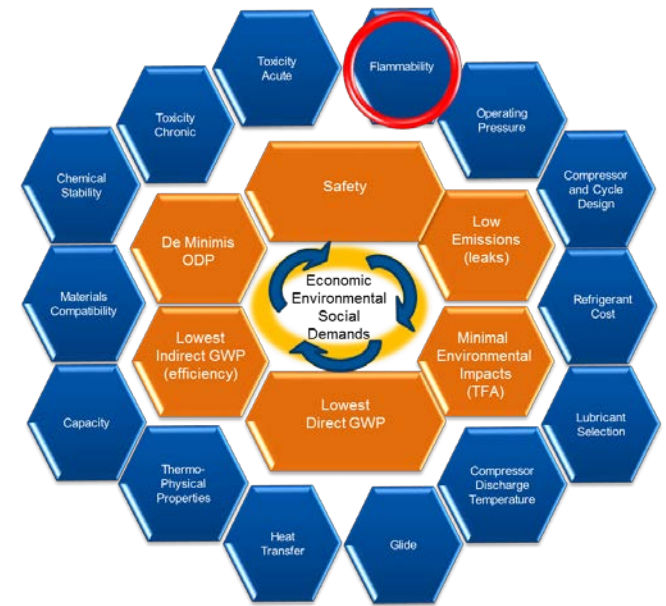 Toxicity
Acute
Flammability
Toxicity
Chronic
Operating
Pressure
Chemical
Stability
Safety
Compressor
and Cycle
Design
De Minimis
ODP
Low
Emissions
(leaks)
Materials
Compatibility
Economic
Environmental
Social
Demands
Refrigerant
Cost
Lowest
Indirect GWP
(efficiency)
Minimal
Environmental
Impacts
(TFA)
Capacity
Lowest
Direct GWP
Lubricant
Selection
Thermo-
Physical
Properties
Compressor
Discharge
Temperature
Heat
Transfer
Glide